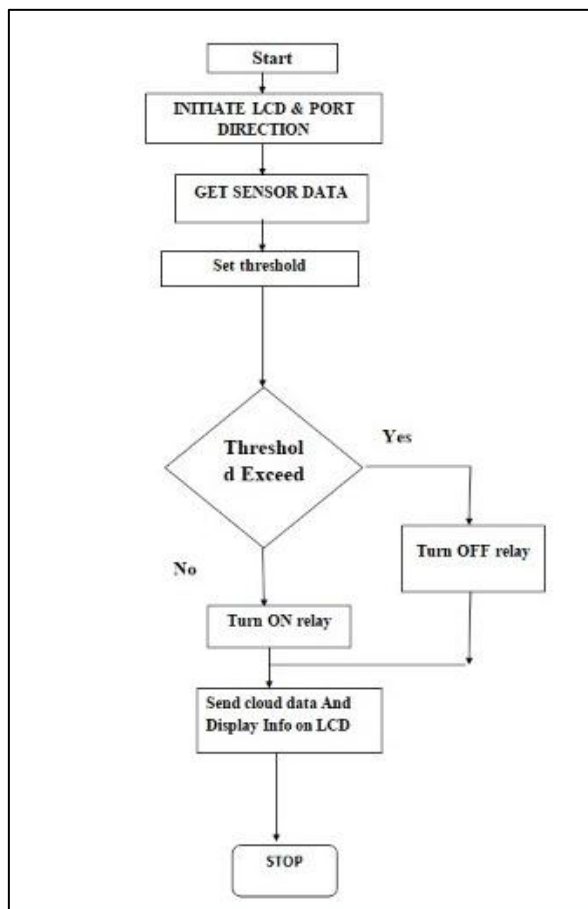 Start
INITIATE LCD & PORT
DIRECTION
GET SENSOR DATA
Set threshold
Threshol
d Exceed
Yes
Turn OFF relay
No
Turn ON relay
Send cloud data And
Display Info on LCD
STOP